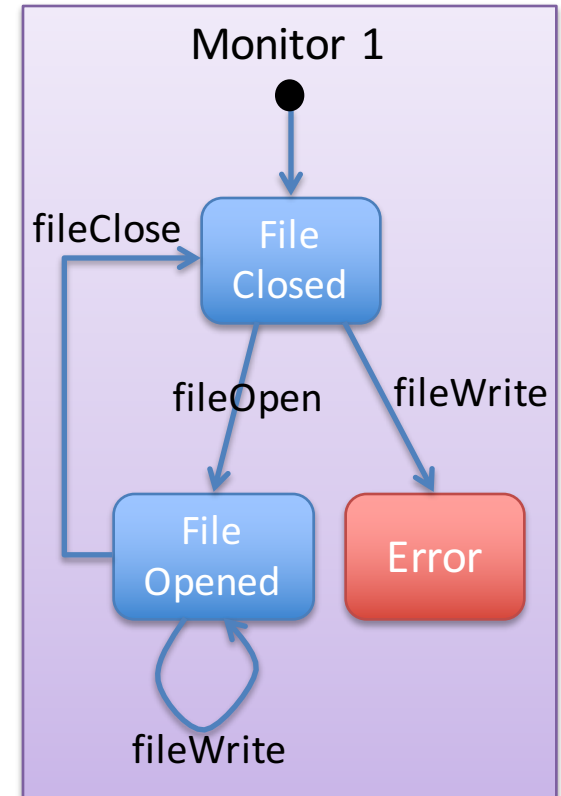 Monitor 1
fileClose
File
Closed
fileOpen
fileWrite
File
Opened
Error
fileWrite